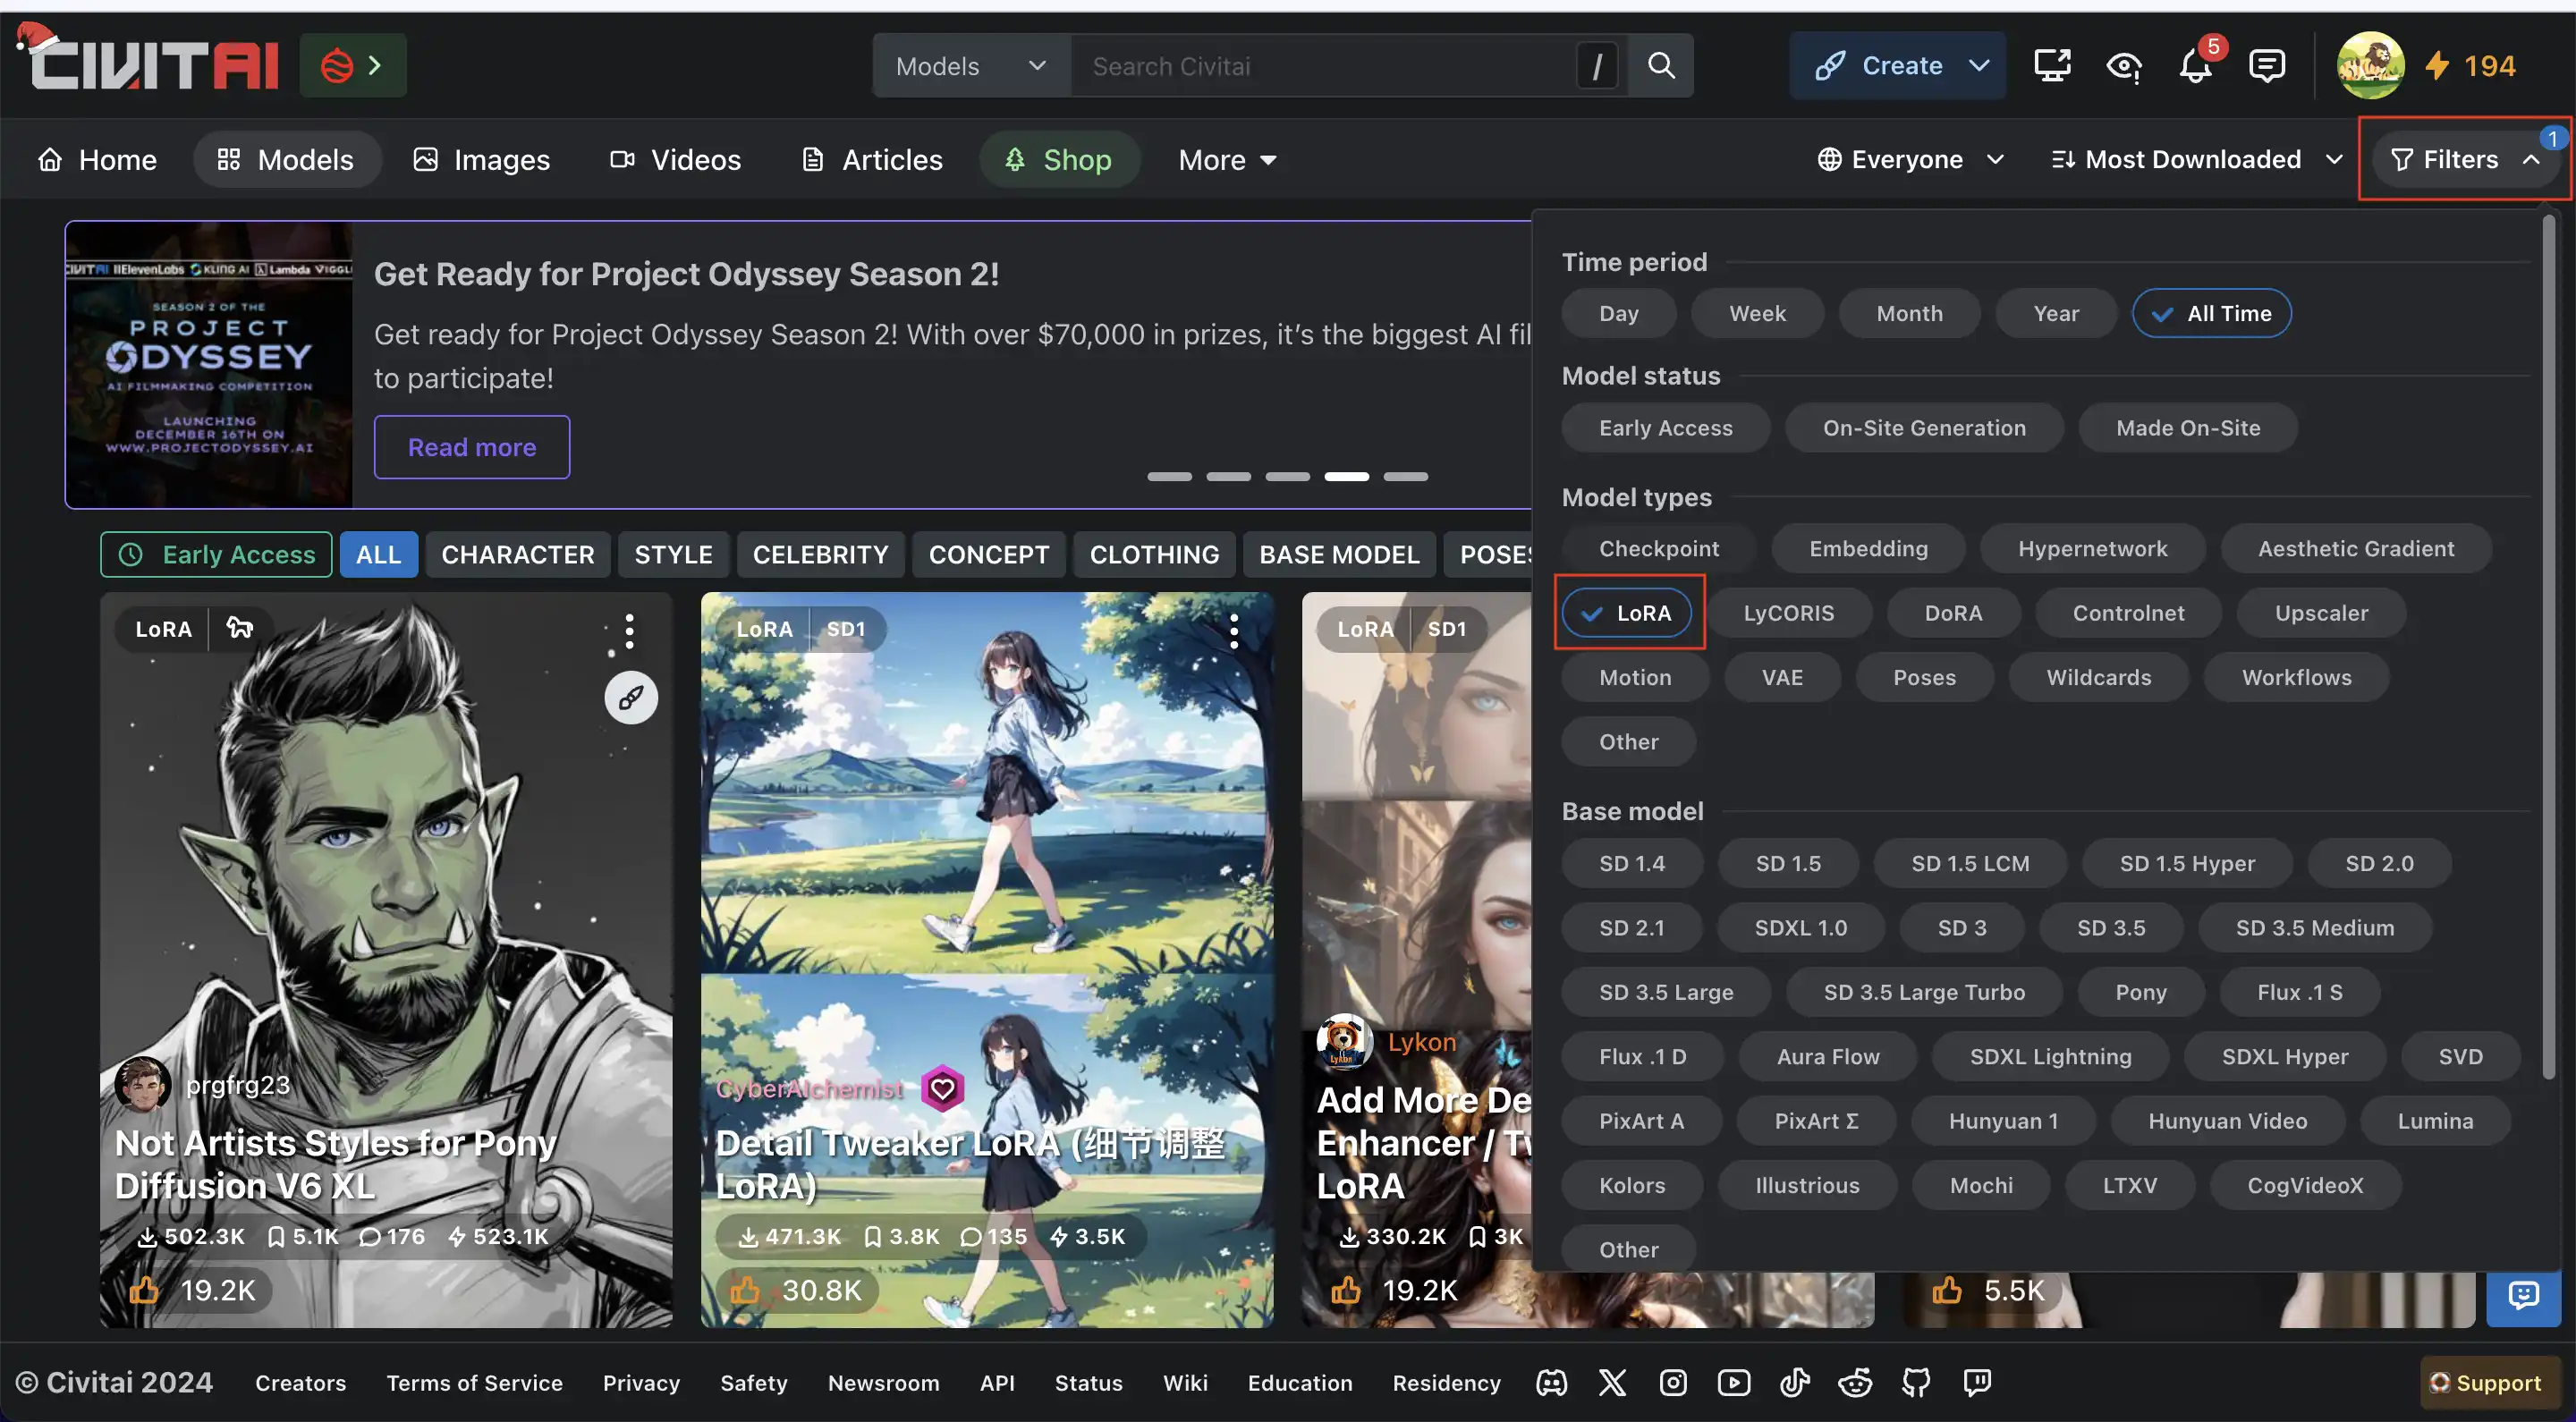 CIVITAI
Models
Search Civitai
/
Create
5
194
Home
Models
Images
Videos
Articles
Shop
More
Everyone
Most Downloaded
Filters
1
CIVITAI IIElevenLabs KLING AI Lambda VIGGL
SEASON 2 OF THE
PROJECT
ODYSSEY
AI FILMMAKING COMPETITION
LAUNCHING
DECEMBER 16TH ON
WWW.PROJECTODYSSEY.AI
Get Ready for Project Odyssey Season 2!
Get ready for Project Odyssey Season 2! With over $70,000 in prizes, it’s the biggest AI fil
to participate!
Read more
Early Access
ALL
CHARACTER
STYLE
CELEBRITY
CONCEPT
CLOTHING
BASE MODEL
POSES
LoRA
prgfrg23
Not Artists Styles for Pony
Diffusion V6 XL
502.3K 5.1K 176 523.1K
19.2K
LoRA SD1
CyberAIchemist
Detail Tweaker LoRA (细节调整
LoRA)
471.3K 3.8K 135 3.5K
30.8K
LoRA SD1
Lykon
Add More De
Enhancer / Tw
LoRA
330.2K 3K
19.2K
5.5K
Time period
Day Week Month Year All Time
Model status
Early Access On-Site Generation Made On-Site
Model types
Checkpoint Embedding Hypernetwork Aesthetic Gradient
LoRA LyCORIS DoRA Controlnet Upscaler
Motion VAE Poses Wildcards Workflows
Other
Base model
SD 1.4 SD 1.5 SD 1.5 LCM SD 1.5 Hyper SD 2.0
SD 2.1 SDXL 1.0 SD 3 SD 3.5 SD 3.5 Medium
SD 3.5 Large SD 3.5 Large Turbo Pony Flux .1 S
Flux .1 D Aura Flow SDXL Lightning SDXL Hyper SVD
PixArt A PixArt Σ Hunyuan 1 Hunyuan Video Lumina
Kolors Illustrious Mochi LTXV CogVideoX
Other
© Civitai 2024
Creators
Terms of Service
Privacy
Safety
Newsroom
API
Status
Wiki
Education
Residency
Support